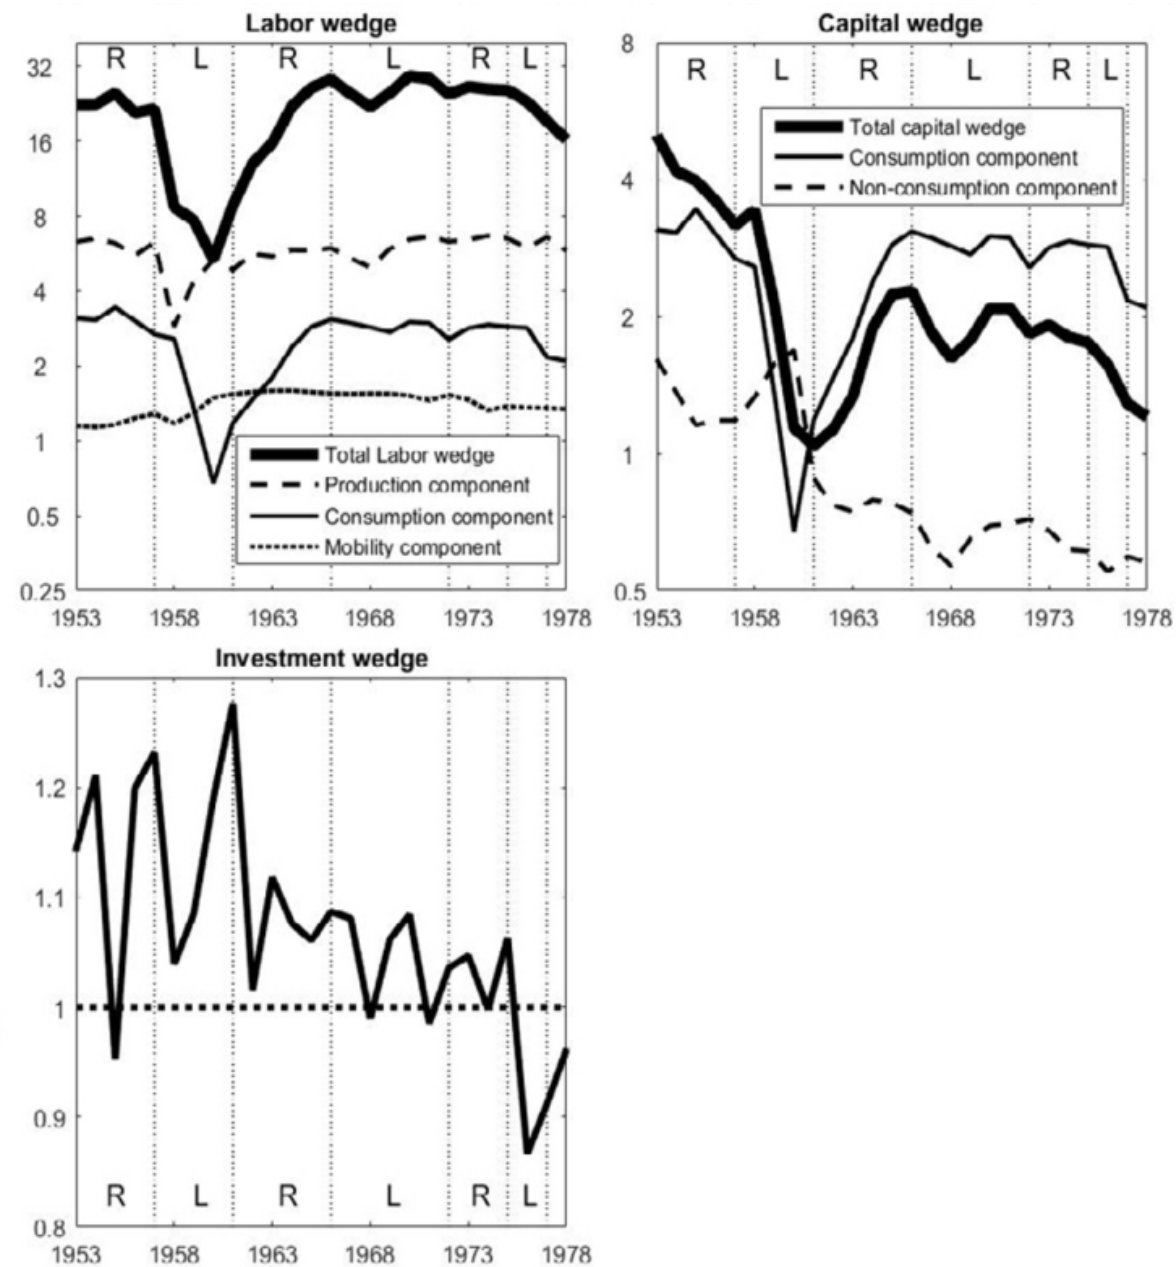 Labor wedge
R L R L R L
32
16
8
4
2
1
0.5
0.25
Total Labor wedge
Production component
Consumption component
Mobility component
1953 1958 1963 1968 1973 1978
Capital wedge
R L R L R L
8
4
2
1
0.5
Total capital wedge
Consumption component
Non-consumption component
1953 1958 1963 1968 1973 1978
Investment wedge
1.3
1.2
1.1
1
0.9
0.8
R L R L R L
1953 1958 1963 1968 1973 1978